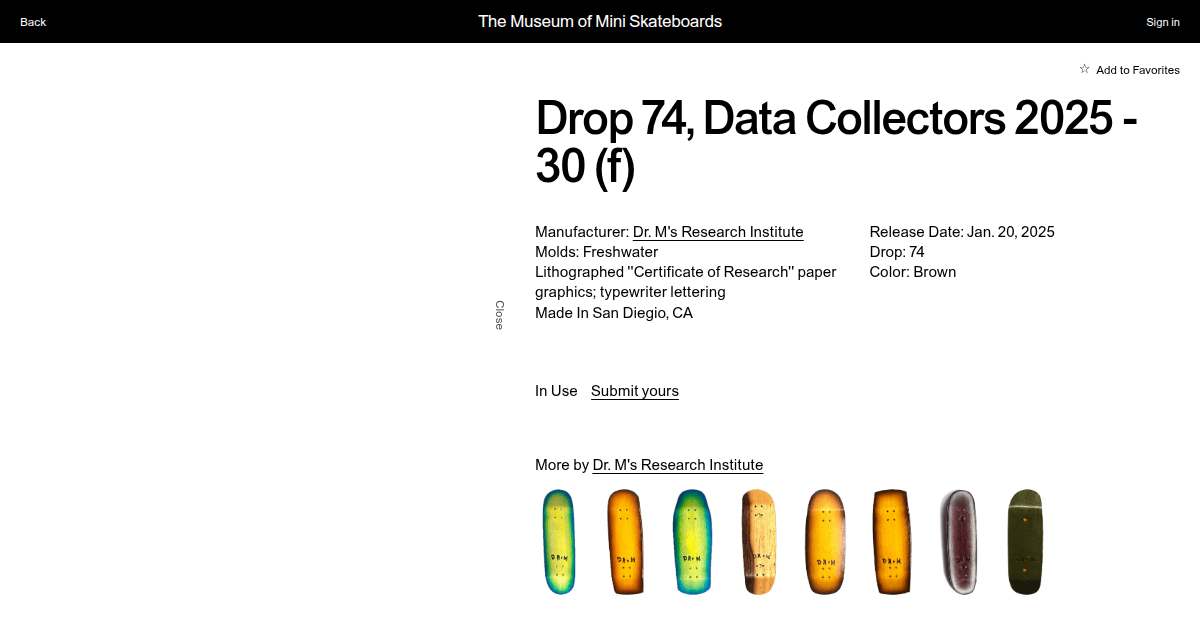 Back
The Museum of Mini Skateboards
Sign in
☆ Add to Favorites
Drop 74, Data Collectors 2025 -
30 (f)
Manufacturer: Dr. M's Research Institute
Molds: Freshwater
Lithographed "Certificate of Research" paper
graphics; typewriter lettering
Made In San Diegio, CA
Release Date: Jan. 20, 2025
Drop: 74
Color: Brown
Close
In Use
Submit yours
More by Dr. M's Research Institute